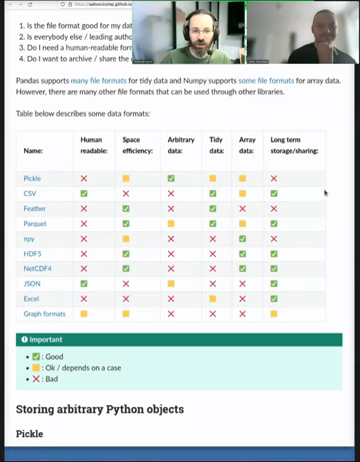 https://aaltoscicomp.github.io
1. Is the file format good for my dat
2. Is everybody else / leading autho
3. Do I need a human-readable for
4. Do I want to archive / share the
Pandas supports many file formats for tidy data and Numpy supports some file formats for array data.
However, there are many other file formats that can be used through other libraries.
Table below describes some data formats:
Name: Human readable: Space efficiency: Arbitrary data: Tidy data: Array data: Long term storage/sharing:
Pickle
CSV
Feather
Parquet
npy
HDF5
NetCDF4
JSON
Excel
Graph formats
Important
: Good
: Ok / depends on a case
: Bad
Storing arbitrary Python objects
Pickle